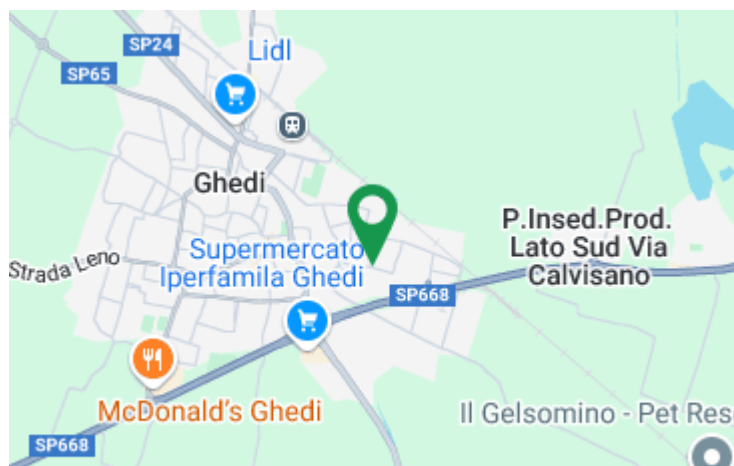 SP24
Lidl
SP65
Ghedi
P.Insed.Prod.
Lato Sud Via
Calvisano
Supermercato
Iperfamila Ghedi
Strada Leno
SP668
McDonald's Ghedi
Il Gelsomino - Pet Res
SP668